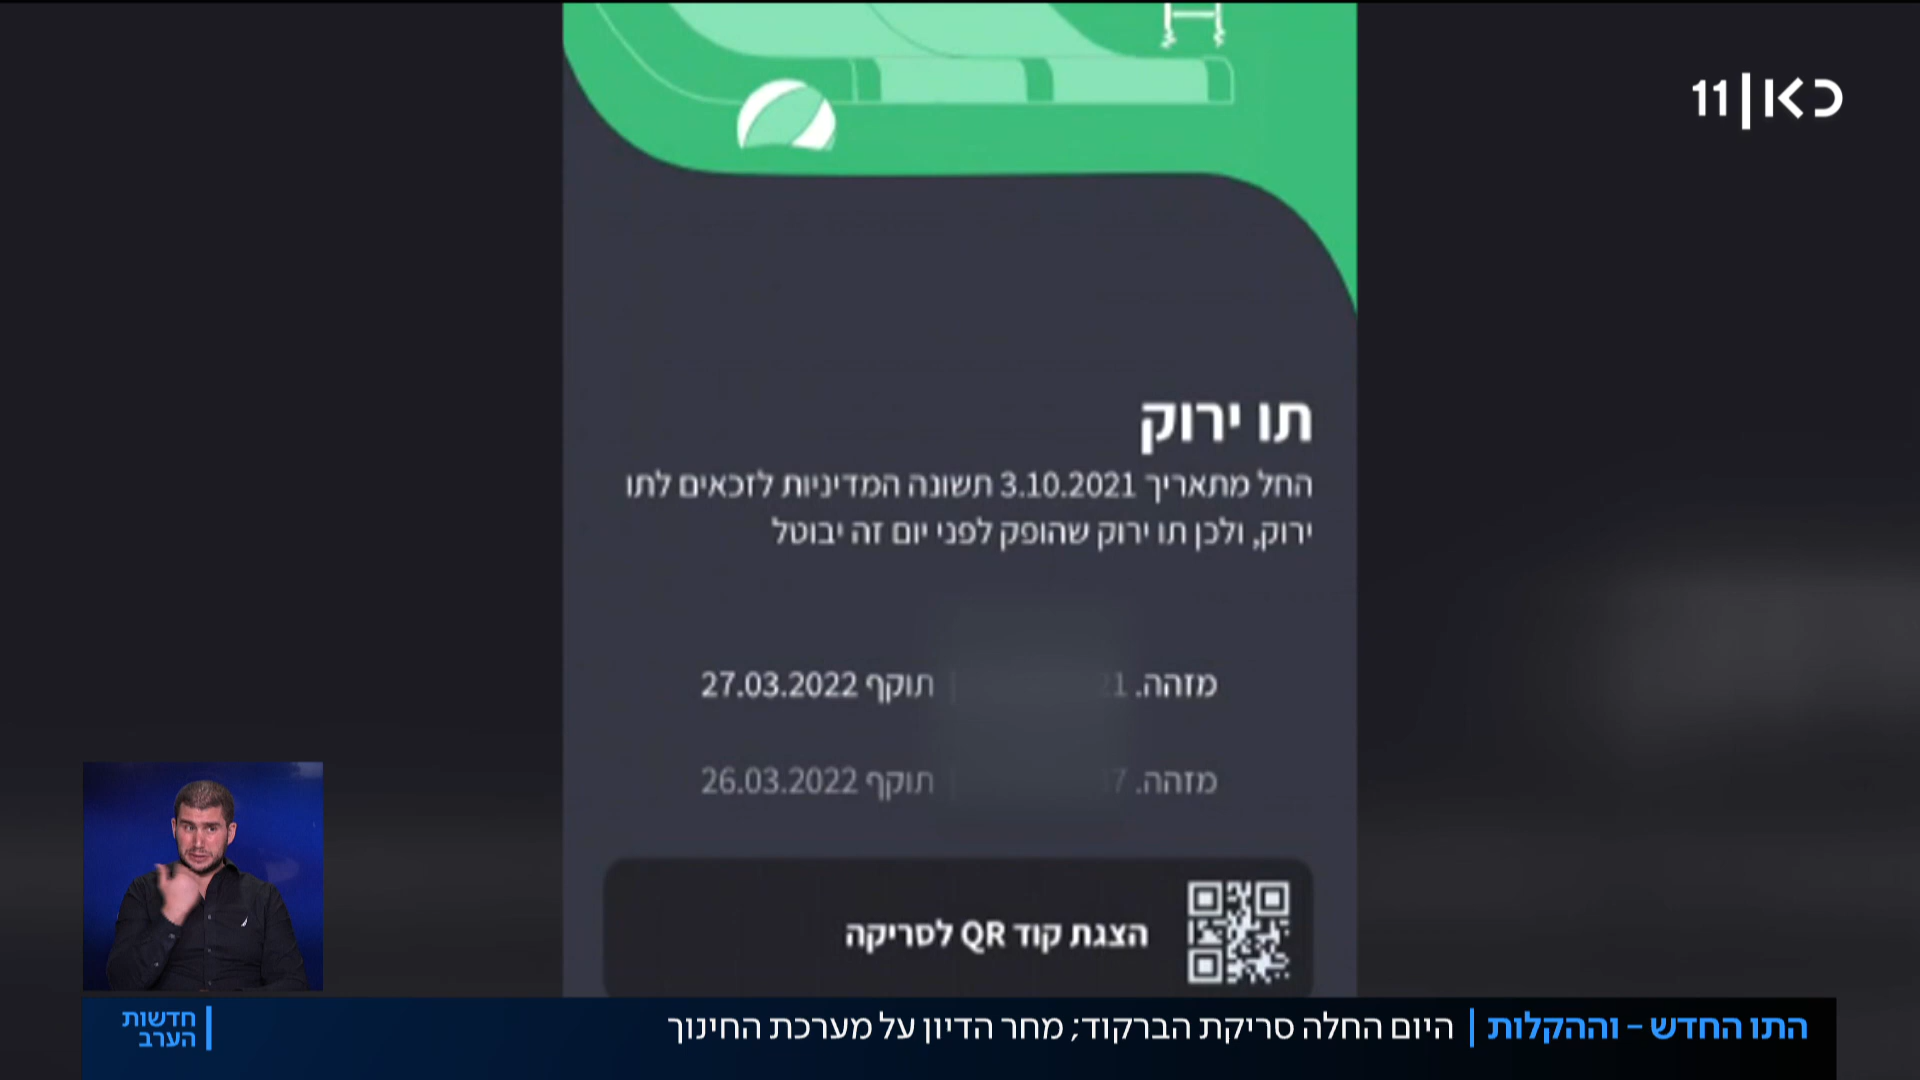 כאן 11
תו ירוק
החל מתאריך 3.10.2021 תשונה המדיניות לזכאים לתו
ירוק, ולכן תו ירוק שהופק לפני יום זה יבוטל
מזהה. תוקף 27.03.2022
מזהה. תוקף 26.03.2022
הצגת קוד QR לסריקה
התו החדש – וההקלות | היום החלה סריקת הברקוד; מחר הדיון על מערכת החינוך
חדשות
הערב